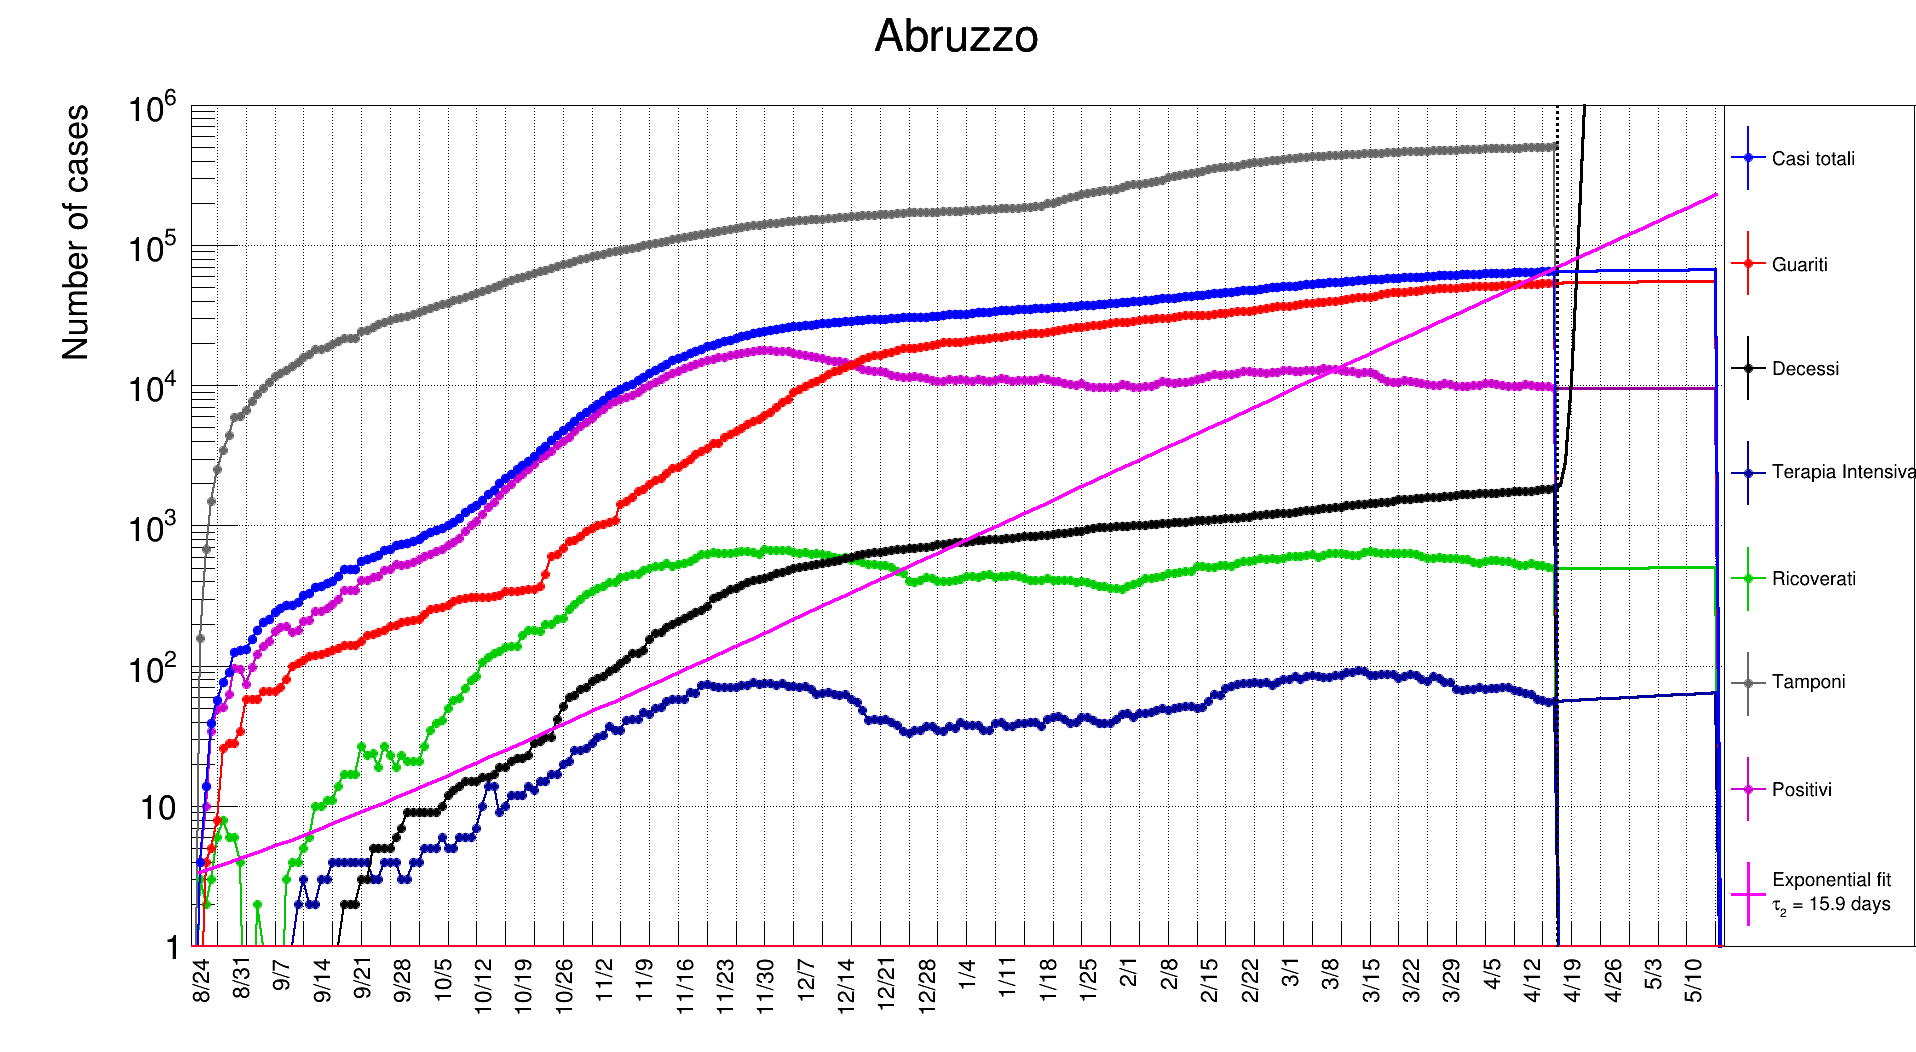 Abruzzo
Number of cases
10^6
10^5
10^4
10^3
10^2
10
1
8/24 8/31 9/7 9/14 9/21 9/28 10/5 10/12 10/19 10/26 11/2 11/9 11/16 11/23 11/30 12/7 12/14 12/21 12/28 1/4 1/11 1/18 1/25 2/1 2/8 2/15 2/22 3/1 3/8 3/15 3/22 3/29 4/5 4/12 4/19 4/26 5/3 5/10
Casi totali
Guariti
Decessi
Terapia Intensiva
Ricoverati
Tamponi
Positivi
Exponential fit
τ₂ = 15.9 days